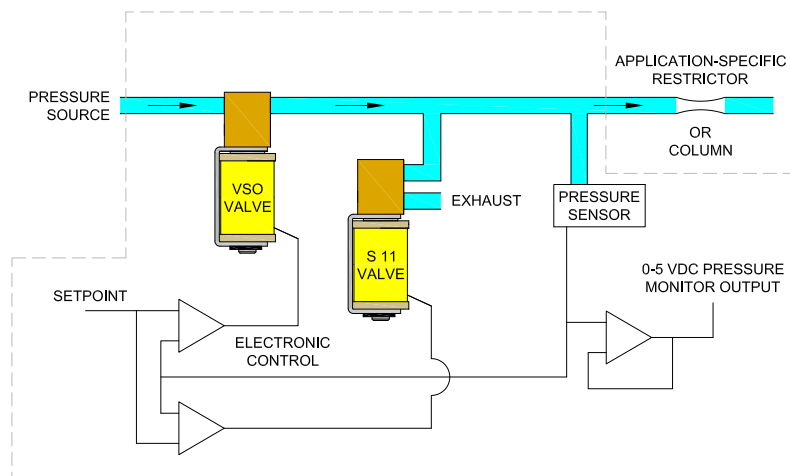 APPLICATION-SPECIFIC
RESTRICTOR
OR
COLUMN
PRESSURE
SOURCE
VSO
VALVE
EXHAUST
PRESSURE
SENSOR
S 11
VALVE
0-5 VDC PRESSURE
MONITOR OUTPUT
SETPOINT
ELECTRONIC
CONTROL